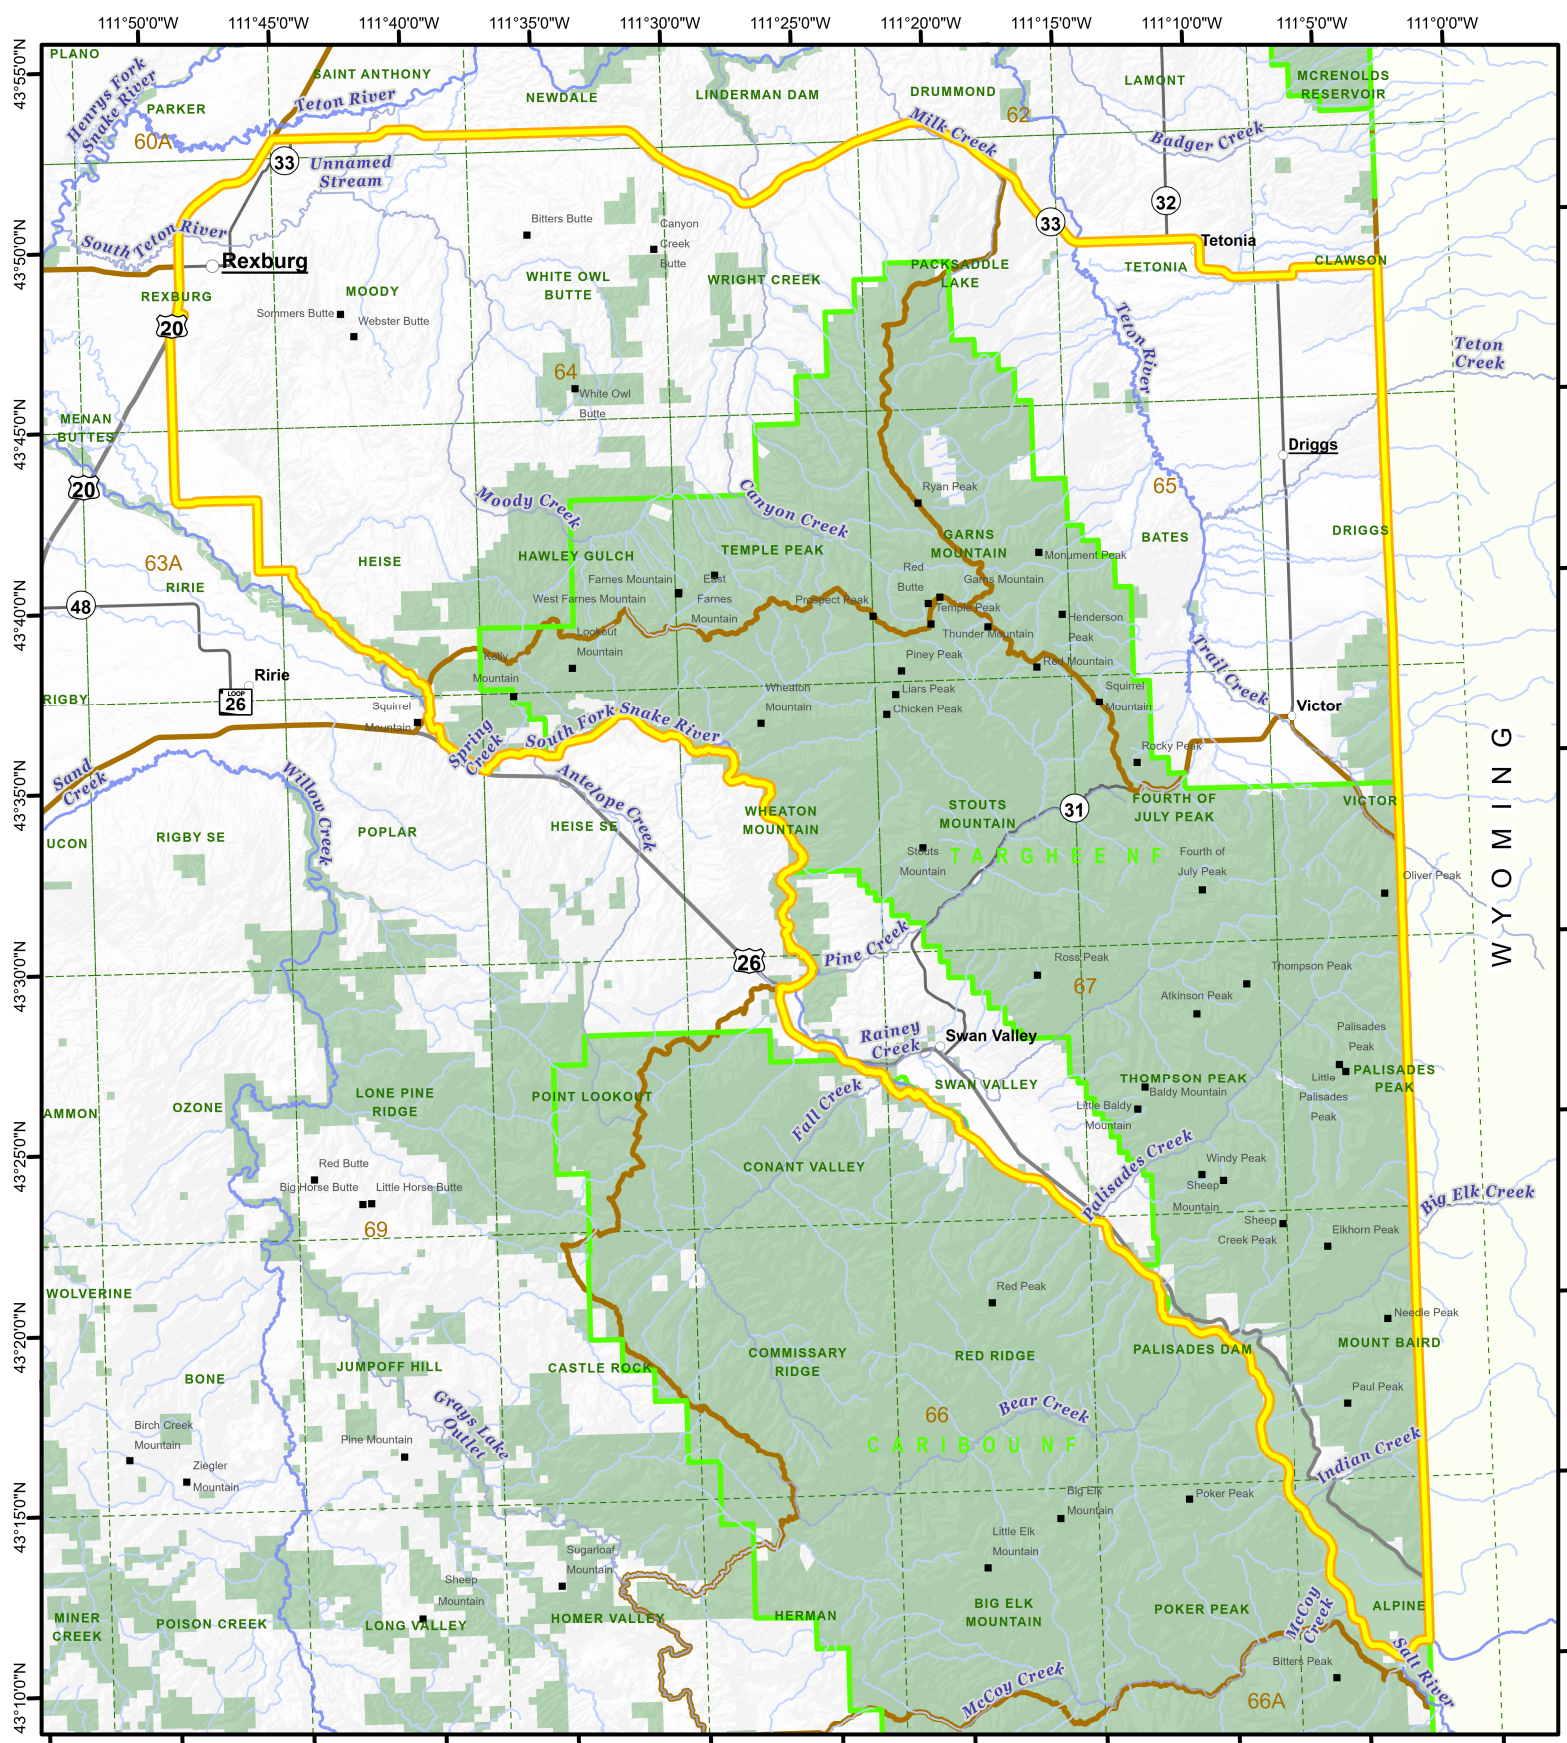 111°50'0"W
111°45'0"W
111°40'0"W
111°35'0"W
111°30'0"W
111°25'0"W
111°20'0"W
111°15'0"W
111°10'0"W
111°5'0"W
111°0'0"W
43°55'0"N
43°50'0"N
43°45'0"N
43°40'0"N
43°35'0"N
43°30'0"N
43°25'0"N
43°20'0"N
43°15'0"N
43°10'0"N
PLANO
SAINT ANTHONY
Henrys Fork
Snake River
PARKER
Teton River
NEWDALE
LINDERMAN DAM
DRUMMOND
LAMONT
MCRENOLDS
RESERVOIR
60A
62
Milk Creek
Badger Creek
33
Unnamed
Stream
32
33
South Teton River
Bitters Butte
Canyon
Creek
Butte
Tetonia
Rexburg
REXBURG
MOODY
WHITE OWL
BUTTE
WRIGHT CREEK
PACKSADDLE
LAKE
TETONIA
CLAWSON
Sommers Butte
Webster Butte
20
Teton River
Teton
Creek
64
White Owl
Butte
MENAN
BUTTES
Driggs
20
Moody Creek
Canyon Creek
Ryan Peak
65
63A
RIRIE
HEISE
HAWLEY GULCH
TEMPLE PEAK
GARNS
MOUNTAIN
Monument Peak
BATES
DRIGGS
Farnes Mountain
West Farnes Mountain
East
Farnes
Mountain
Red
Butte
Garns Mountain
Prospect Peak
Temple Peak
Thunder Mountain
Henderson
Peak
48
Lookout
Mountain
Kelly
Mountain
Piney Peak
Red Mountain
Trail Creek
Ririe
LOOP
26
RIGBY
Squirrel
Mountain
Wheaton
Mountain
Liars Peak
Chicken Peak
Squirrel
Mountain
Victor
Spring
Creek
South Fork Snake River
Rocky Peak
WYOMING
Sand
Creek
Willow Creek
Antelope Creek
UCON
RIGBY SE
POPLAR
HEISE SE
WHEATON
MOUNTAIN
STOUTS
MOUNTAIN
31
FOURTH OF
JULY PEAK
VICTOR
TARGHEE NF
Stouts
Mountain
Fourth of
July Peak
Oliver Peak
26
Pine Creek
Ross Peak
67
Thompson Peak
Atkinson Peak
Rainey
Creek
Swan Valley
Palisades
Peak
AMMON
OZONE
LONE PINE
RIDGE
POINT LOOKOUT
Fall Creek
SWAN VALLEY
THOMPSON PEAK
Baldy Mountain
Little Baldy
Mountain
Little
Palisades
Peak
PALISADES
PEAK
Palisades Creek
Red Butte
Big Horse Butte
Little Horse Butte
CONANT VALLEY
Windy Peak
Sheep
Mountain
Big Elk Creek
69
Sheep
Creek Peak
Elkhorn Peak
WOLVERINE
Red Peak
Needle Peak
BONE
JUMPOFF HILL
CASTLE ROCK
COMMISSARY
RIDGE
RED RIDGE
PALISADES DAM
MOUNT BAIRD
Paul Peak
Grays Lake
Outlet
Bear Creek
66
CARIBOU NF
Birch Creek
Mountain
Pine Mountain
Ziegler
Mountain
Indian Creek
Big Elk
Mountain
Poker Peak
Little Elk
Mountain
Sugarloaf
Mountain
Sheep
Mountain
MINER
CREEK
POISON CREEK
LONG VALLEY
HOMER VALLEY
HERMAN
BIG ELK
MOUNTAIN
POKER PEAK
McCoy
Creek
ALPINE
Bitters Peak
Salt River
McCoy Creek
66A